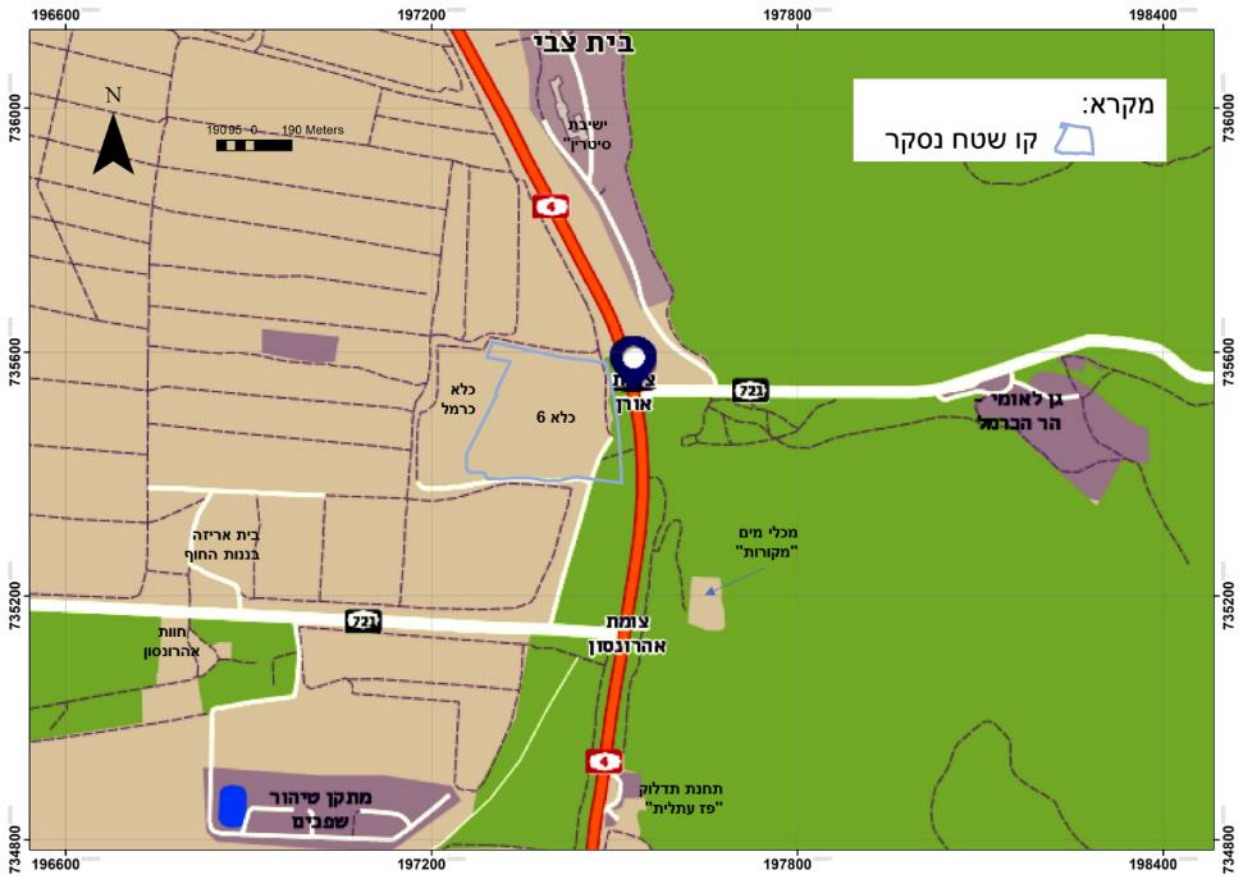 196600 197200 197800 198400
בית צבי
מקרא:
קו שטח נסקר
N
736000 736000
190 95 0 190 Meters
ישיבת
סיטרין"
4
735600 735600
צומת
אורן
721
כלא
כרמל
כלא 6
גן לאומי -
הר הכרמל
בית אריזה
בננות החוף
מכלי מים
"מקורות"
735200 735200
721
חוות
אהרונסון
צומת
אהרונסון
4
מתקן טיהור
שפכים
תחנת תדלוק
"פז עתלית"
734800 734800
196600 197200 197800 198400